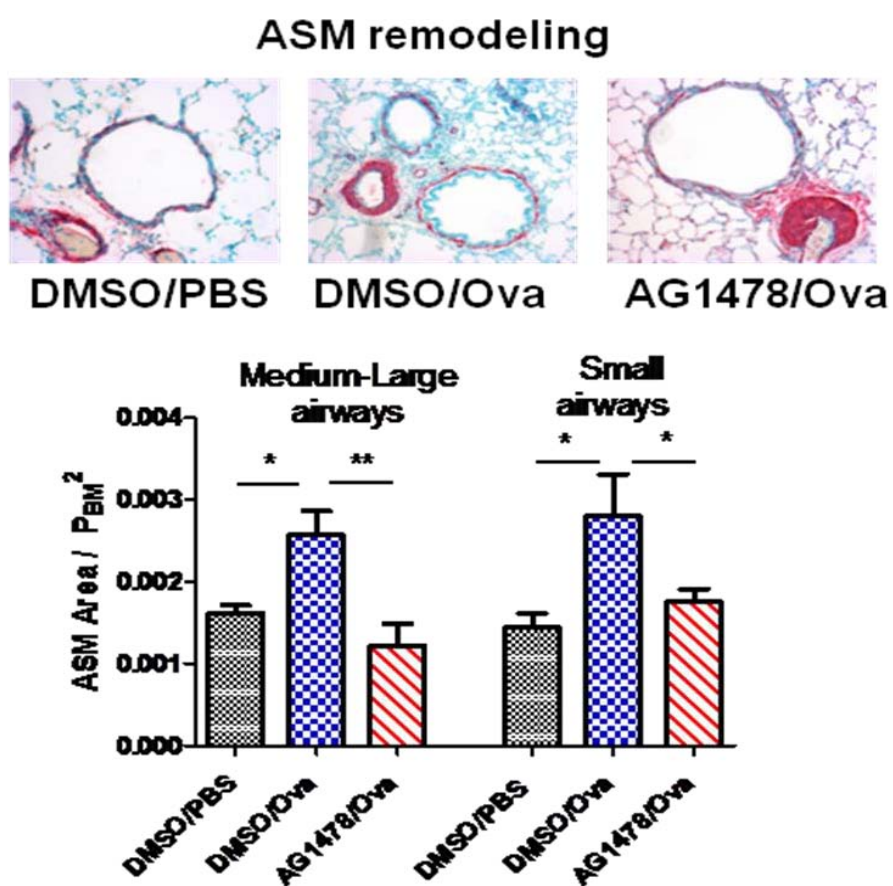 ASM remodeling
DMSO/PBS DMSO/Ova AG1478/Ova
Medium-Large airways
Small airways
* ** * *
ASM Area / PBM2
0.004
0.003
0.002
0.001
0.000
DMSO/PBS DMSO/Ova AG1478/Ova DMSO/PBS DMSO/Ova AG1478/Ova